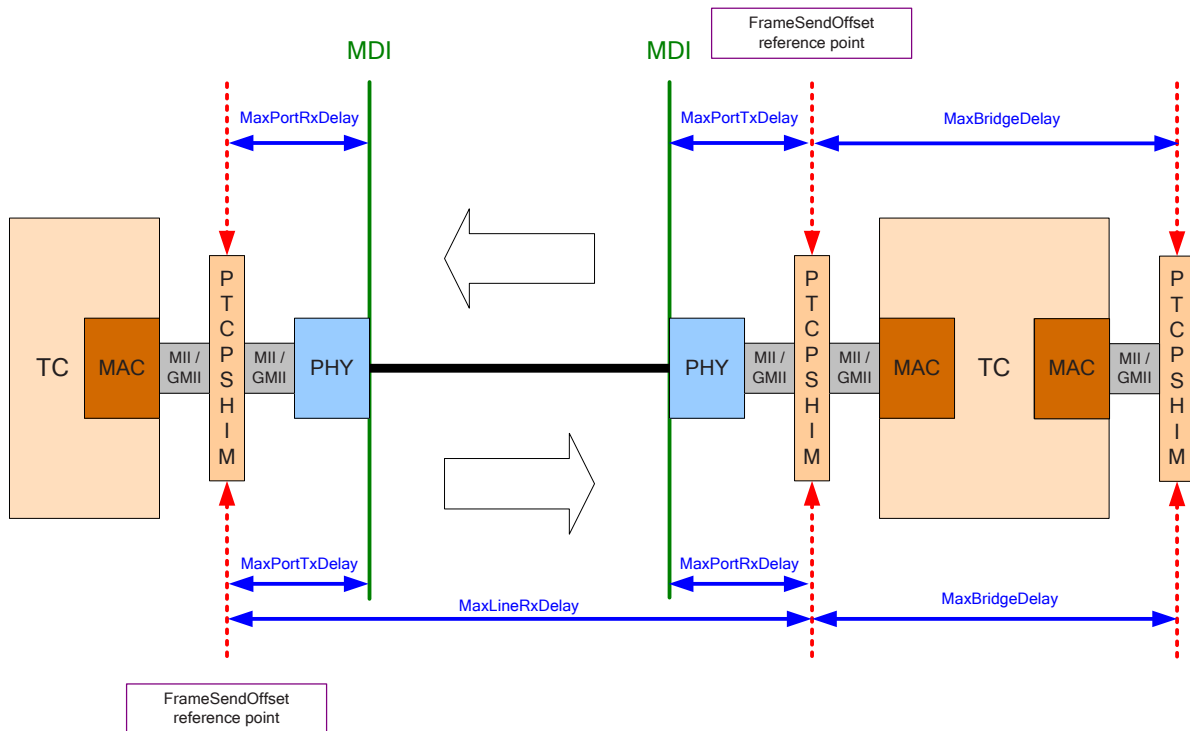 FrameSendOffset
reference point
MDI
MDI
MaxPortRxDelay
MaxPortTxDelay
MaxBridgeDelay
TC
MAC
MII /
GMII
P
T
C
P
S
H
I
M
MII /
GMII
PHY
PHY
MII /
GMII
P
T
C
P
S
H
I
M
MII /
GMII
MAC
TC
MAC
MII /
GMII
P
T
C
P
S
H
I
M
MaxPortTxDelay
MaxPortRxDelay
MaxLineRxDelay
MaxBridgeDelay
FrameSendOffset
reference point